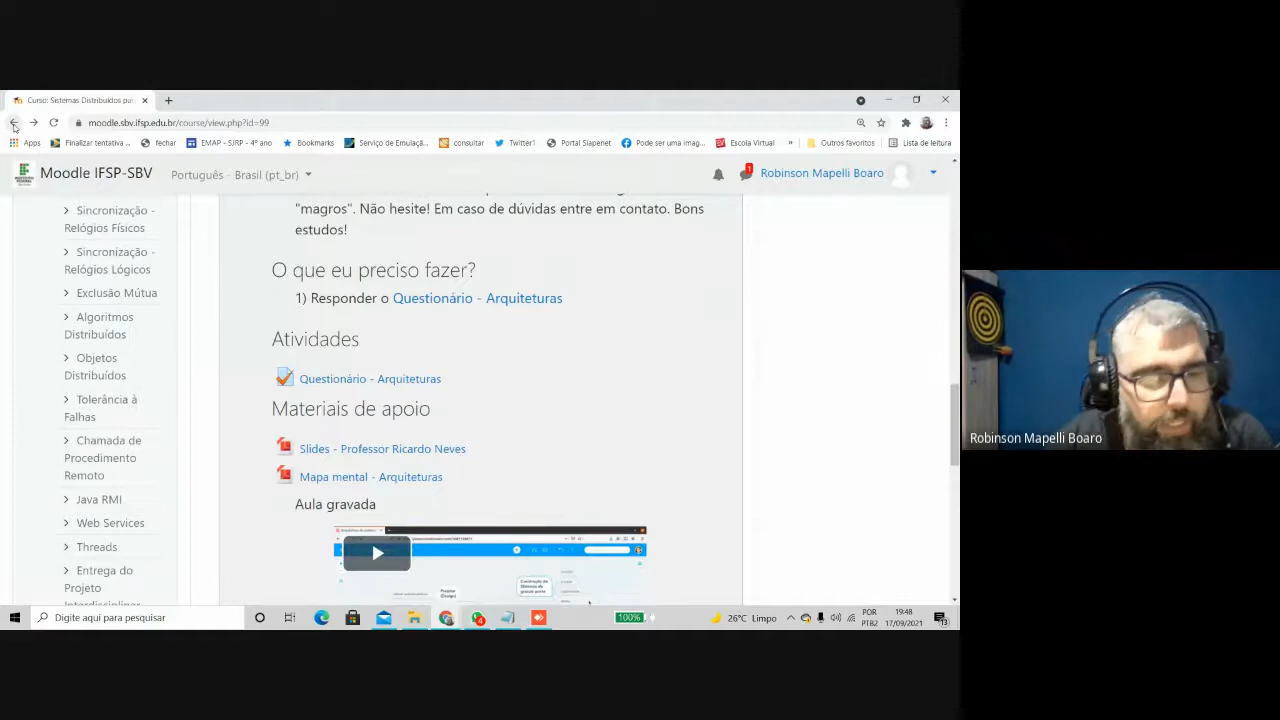 Curso: Sistemas Distribuídos par
moodle.sbv.ifsp.edu.br/course/view.php?id=99
Apps
Finalizar tentativa ...
fechar
EMAP - SJRP - 4º ano
Bookmarks
Serviço de Emulaçã...
consultar
Twitter1
Portal Siapenet
Pode ser uma imag...
Escola Virtual
»
Outros favoritos
Lista de leitura
Moodle IFSP-SBV
Português - Brasil (pt_br)
1
Robinson Mapelli Boaro
Sincronização -
Relógios Físicos
Sincronização -
Relógios Lógicos
Exclusão Mútua
Algoritmos
Distribuídos
Objetos
Distribuídos
Tolerância à
Falhas
Chamada de
Procedimento
Remoto
Java RMI
Web Services
Threads
Entrega do
Projeto
Interdisciplinar
"magros". Não hesite! Em caso de dúvidas entre em contato. Bons
estudos!
O que eu preciso fazer?
1) Responder o Questionário - Arquiteturas
Atividades
Questionário - Arquiteturas
Materiais de apoio
Slides - Professor Ricardo Neves
Mapa mental - Arquiteturas
Aula gravada
Robinson Mapelli Boaro
Digite aqui para pesquisar
4
100%
26°C Limpo
POR
PTB2
19:48
17/09/2021
13